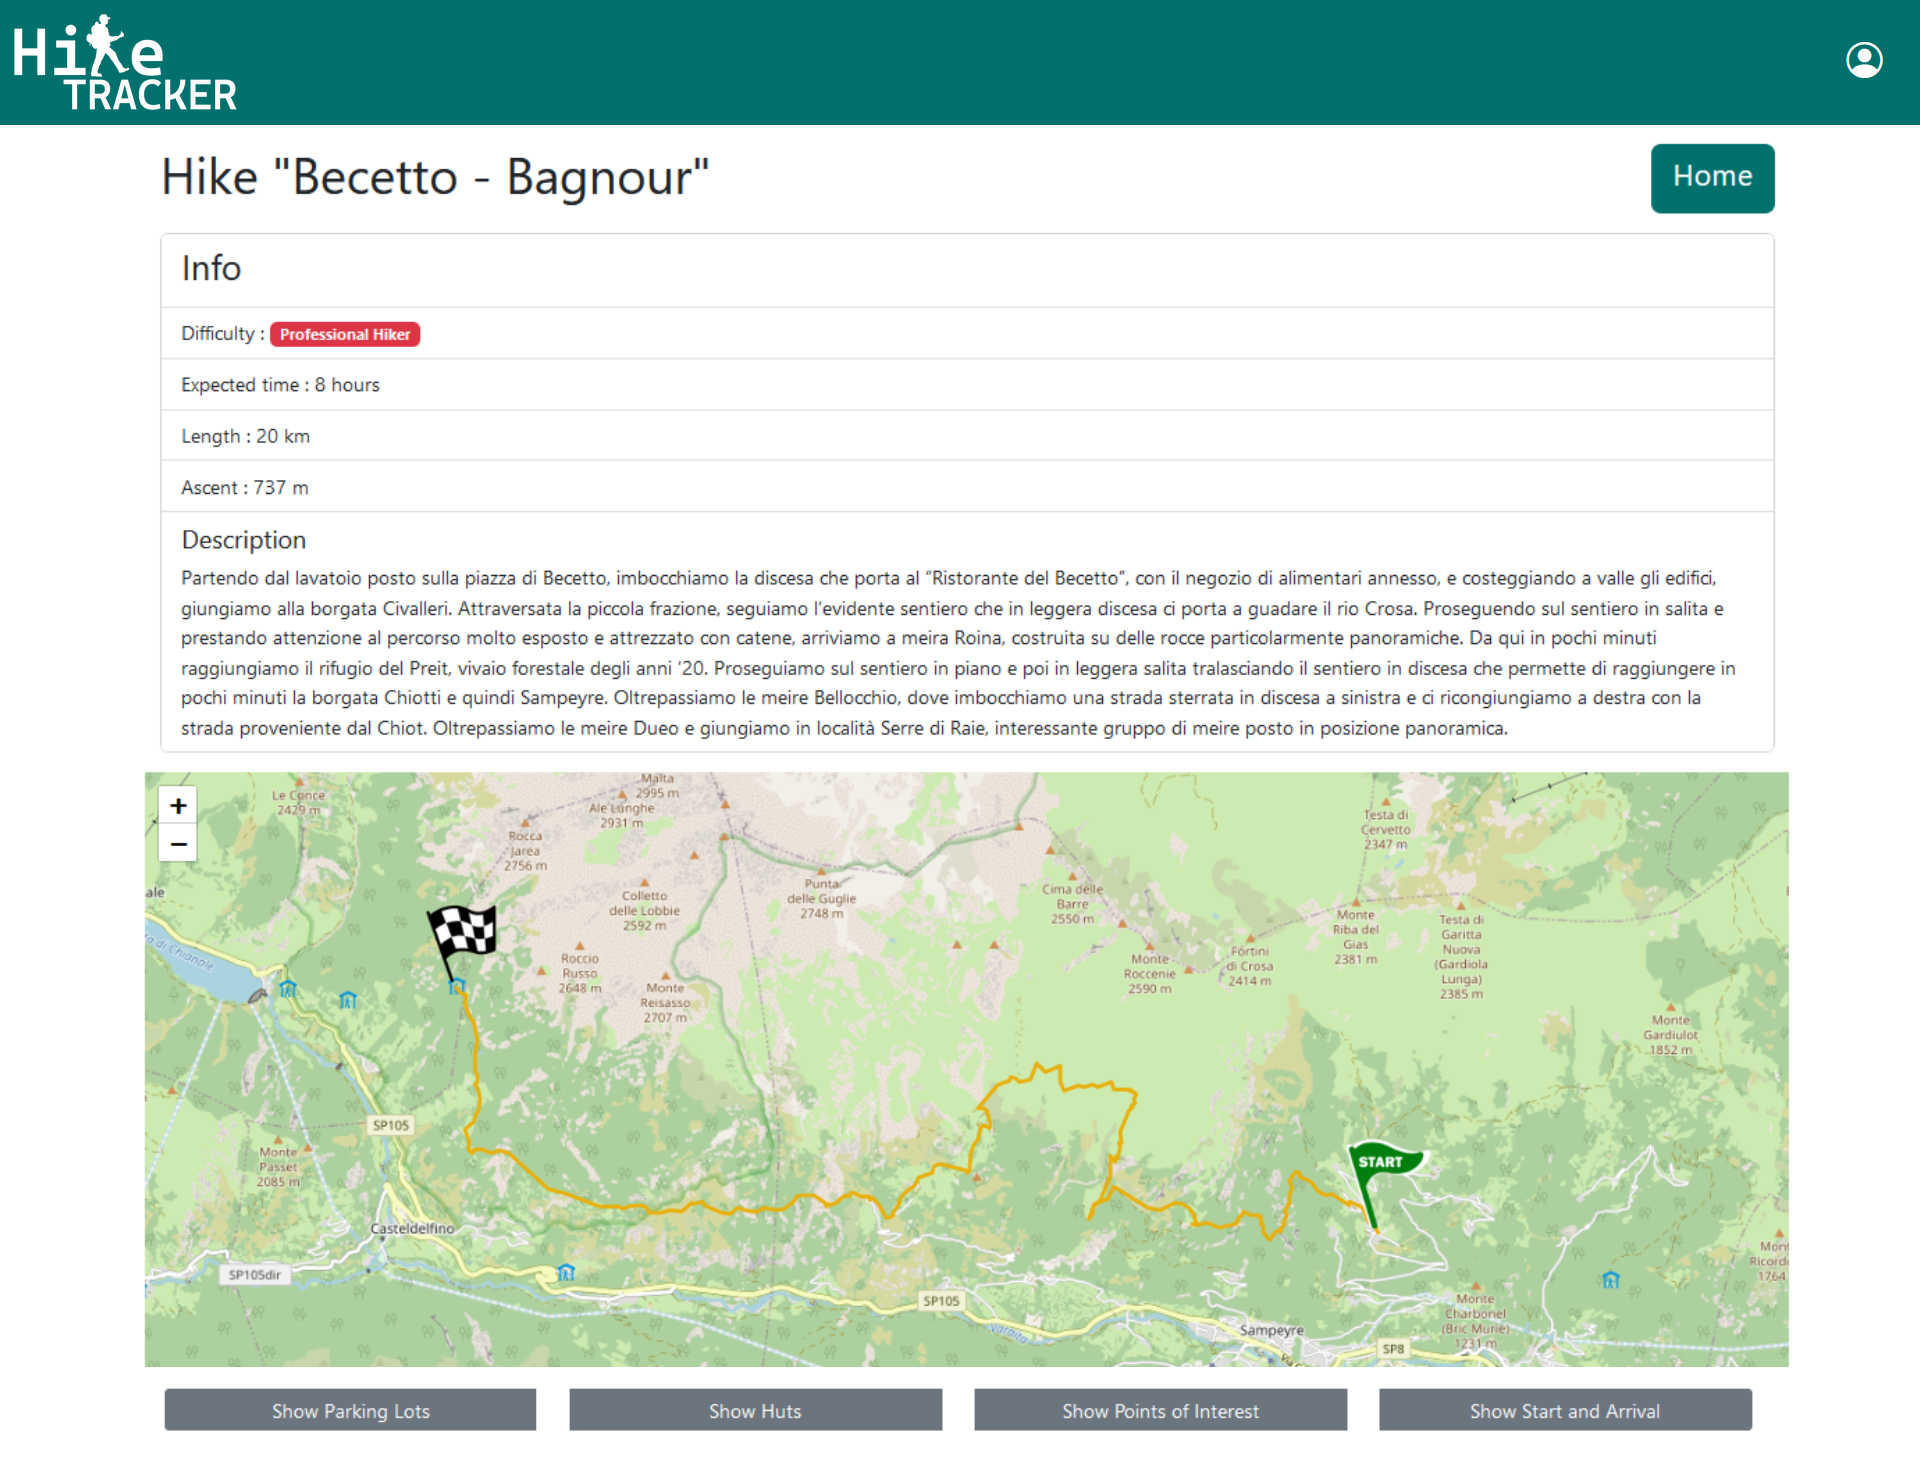 Hike
TRACKER
Hike "Becetto - Bagnour"
Home
Info
Difficulty : Professional Hiker
Expected time : 8 hours
Length : 20 km
Ascent : 737 m
Description
Partendo dal lavatoio posto sulla piazza di Becetto, imbocchiamo la discesa che porta al “Ristorante del Becetto”, con il negozio di alimentari annesso, e costeggiando a valle gli edifici,
giungiamo alla borgata Civalleri. Attraversata la piccola frazione, seguiamo l’evidente sentiero che in leggera discesa ci porta a guadare il rio Crosa. Proseguendo sul sentiero in salita e
prestando attenzione al percorso molto esposto e attrezzato con catene, arriviamo a meira Roina, costruita su delle rocce particolarmente panoramiche. Da qui in pochi minuti
raggiungiamo il rifugio del Preit, vivaio forestale degli anni ‘20. Proseguiamo sul sentiero in piano e poi in leggera salita tralasciando il sentiero in discesa che permette di raggiungere in
pochi minuti la borgata Chiotti e quindi Sampeyre. Oltrepassiamo le meire Bellocchio, dove imbocchiamo una strada sterrata in discesa a sinistra e ci ricongiungiamo a destra con la
strada proveniente dal Chiot. Oltrepassiamo le meire Dueo e giungiamo in località Serre di Raie, interessante gruppo di meire posto in posizione panoramica.
+
−
Le Conce
2429 m
Malta
2995 m
Ale Lunghe
2931 m
Rocca
Jarea
2756 m
Testa di
Cervetto
2347 m
ale
Colletto
delle Lobbie
2592 m
Punta
delle Guglie
2748 m
Cima delle
Barre
2550 m
Monte
Riba del
Gias
2381 m
Testa di
Garitta
Nuova
(Gardiola
Lunga)
2385 m
di Chianale
Roccio
Russo
2648 m
Monte
Reisasso
2707 m
Monte
Roccenie
2590 m
Fortini
di Crosa
2414 m
Monte
Gardiulot
1852 m
SP105
Monte
Passet
2085 m
START
Casteldelfino
SP105dir
SP105
Varaita
Sampeyre
Monte
Charbonel
(Bric Murie)
1231 m
SP8
Mont
Ricord
1764
Show Parking Lots
Show Huts
Show Points of Interest
Show Start and Arrival